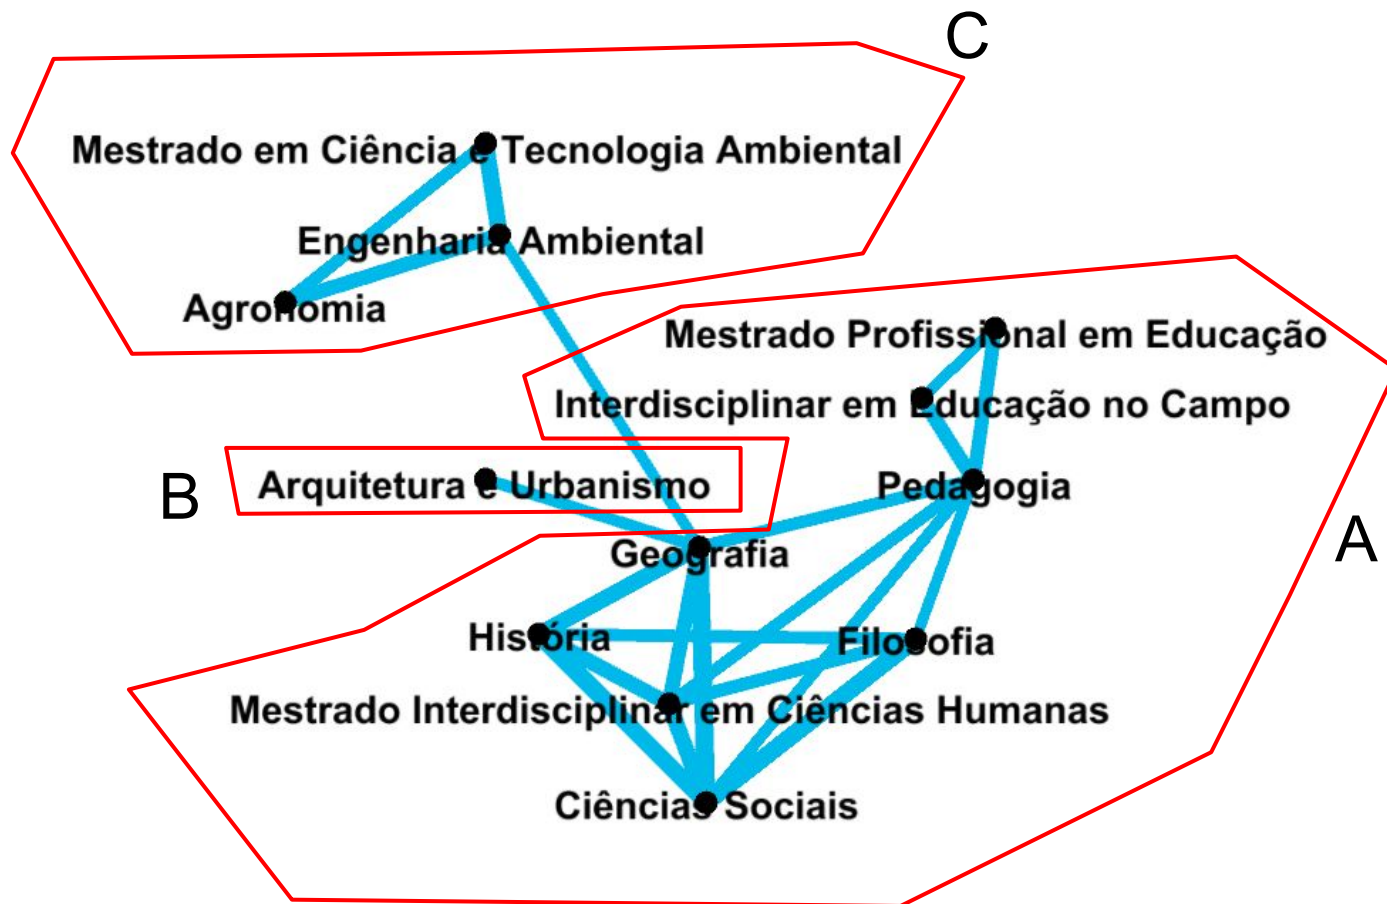 C
Mestrado em Ciência e Tecnologia Ambiental
Engenharia Ambiental
Agronomia
Mestrado Profissional em Educação
Interdisciplinar em Educação no Campo
B
Arquitetura e Urbanismo
Pedagogia
A
Geografia
História
Filosofia
Mestrado Interdisciplinar em Ciências Humanas
Ciências Sociais